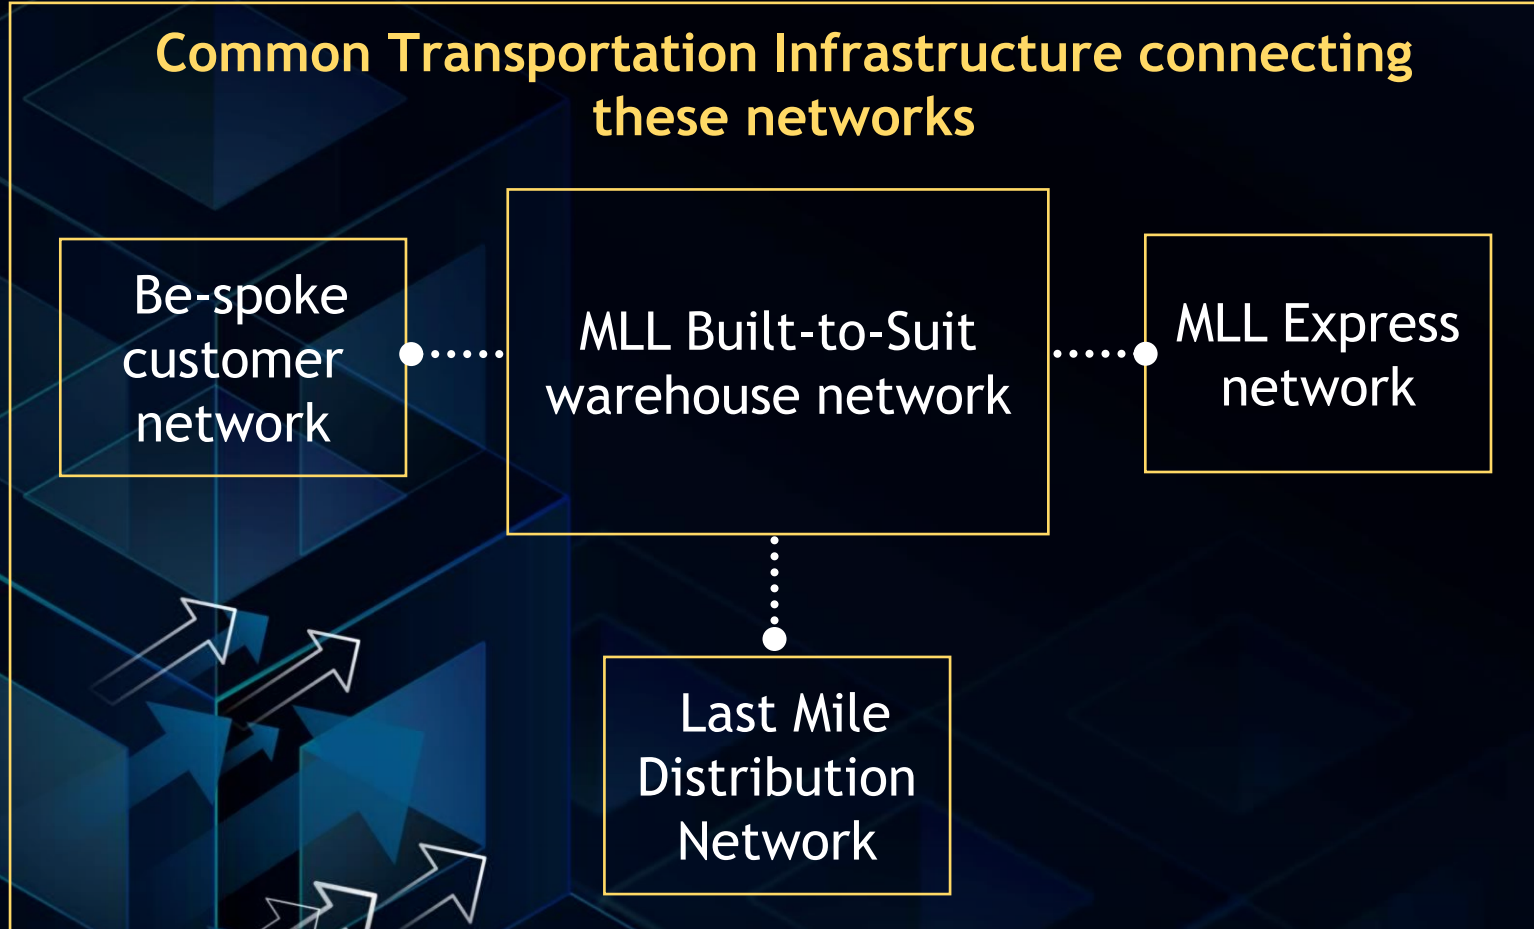 Common Transportation Infrastructure connecting
these networks
Be-spoke
customer
network
MLL Built-to-Suit
warehouse network
MLL Express
network
Last Mile
Distribution
Network